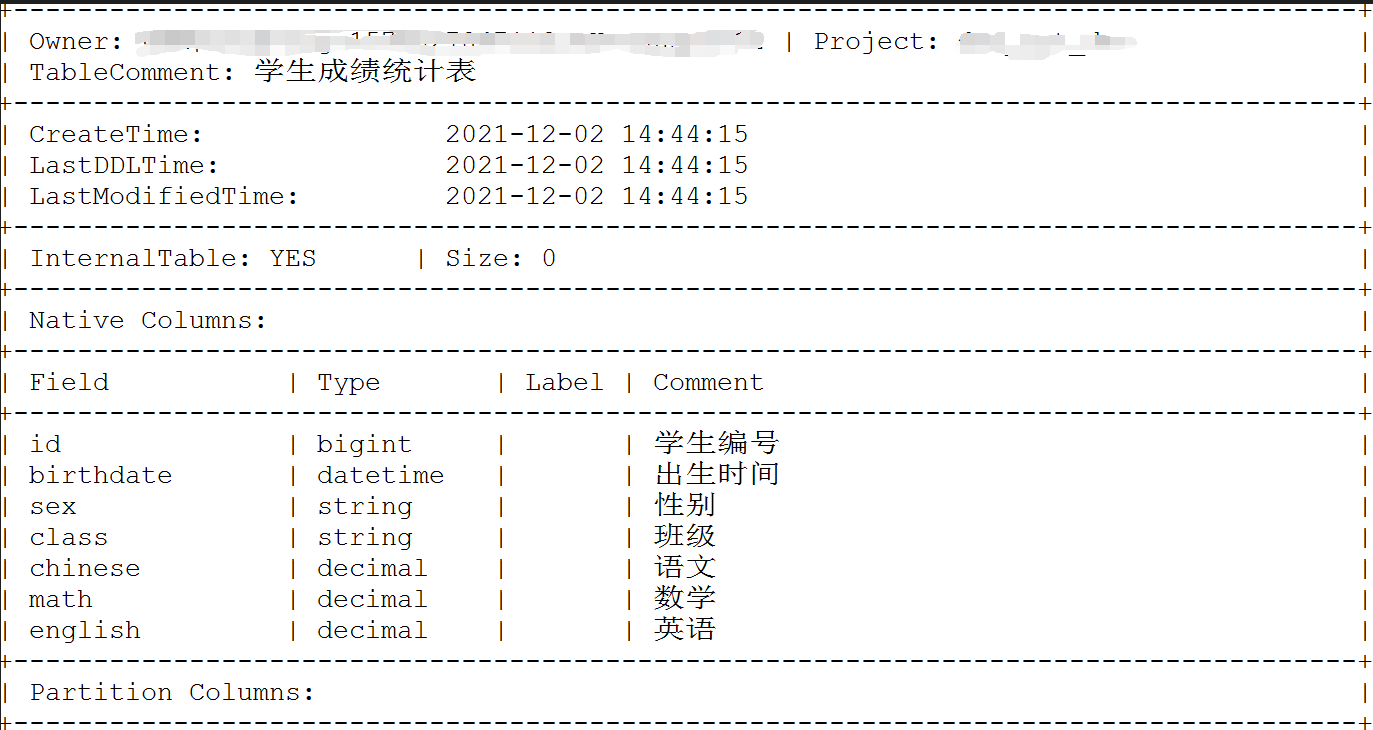 Owner: | Project:
TableComment: 学生成绩统计表
CreateTime: 2021-12-02 14:44:15
LastDDLTime: 2021-12-02 14:44:15
LastModifiedTime: 2021-12-02 14:44:15
InternalTable: YES | Size: 0
Native Columns:
Field | Type | Label | Comment
id | bigint | | 学生编号
birthdate | datetime | | 出生时间
sex | string | | 性别
class | string | | 班级
chinese | decimal | | 语文
math | decimal | | 数学
english | decimal | | 英语
Partition Columns: